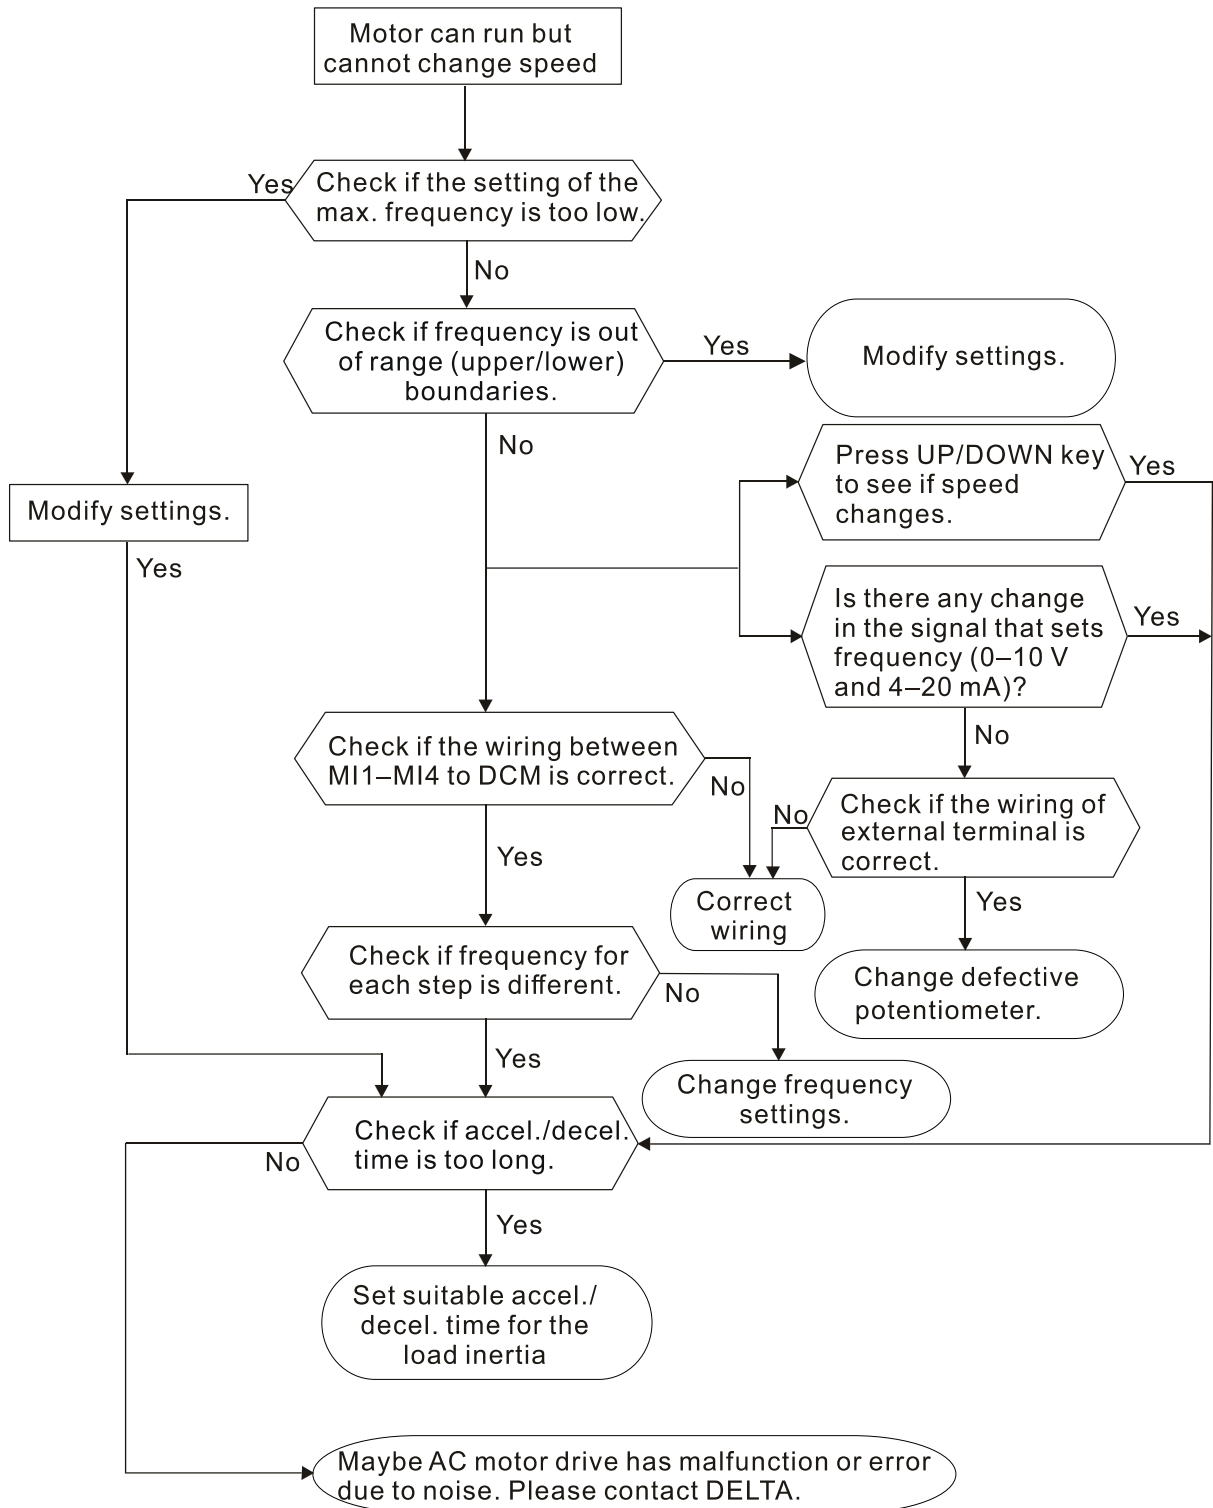 Motor can run but
cannot change speed
Yes
Check if the setting of the
max. frequency is too low.
No
Check if frequency is out
of range (upper/lower)
boundaries.
Yes
Modify settings.
No
Press UP/DOWN key
to see if speed
changes.
Yes
Modify settings.
Yes
Is there any change
in the signal that sets
frequency (0–10 V
and 4–20 mA)?
Yes
No
Check if the wiring between
MI1–MI4 to DCM is correct.
No
No
Check if the wiring of
external terminal is
correct.
Yes
Correct
wiring
Yes
Check if frequency for
each step is different.
No
Change defective
potentiometer.
Yes
Change frequency
settings.
Check if accel./decel.
time is too long.
No
Yes
Set suitable accel./
decel. time for the
load inertia
Maybe AC motor drive has malfunction or error
due to noise. Please contact DELTA.